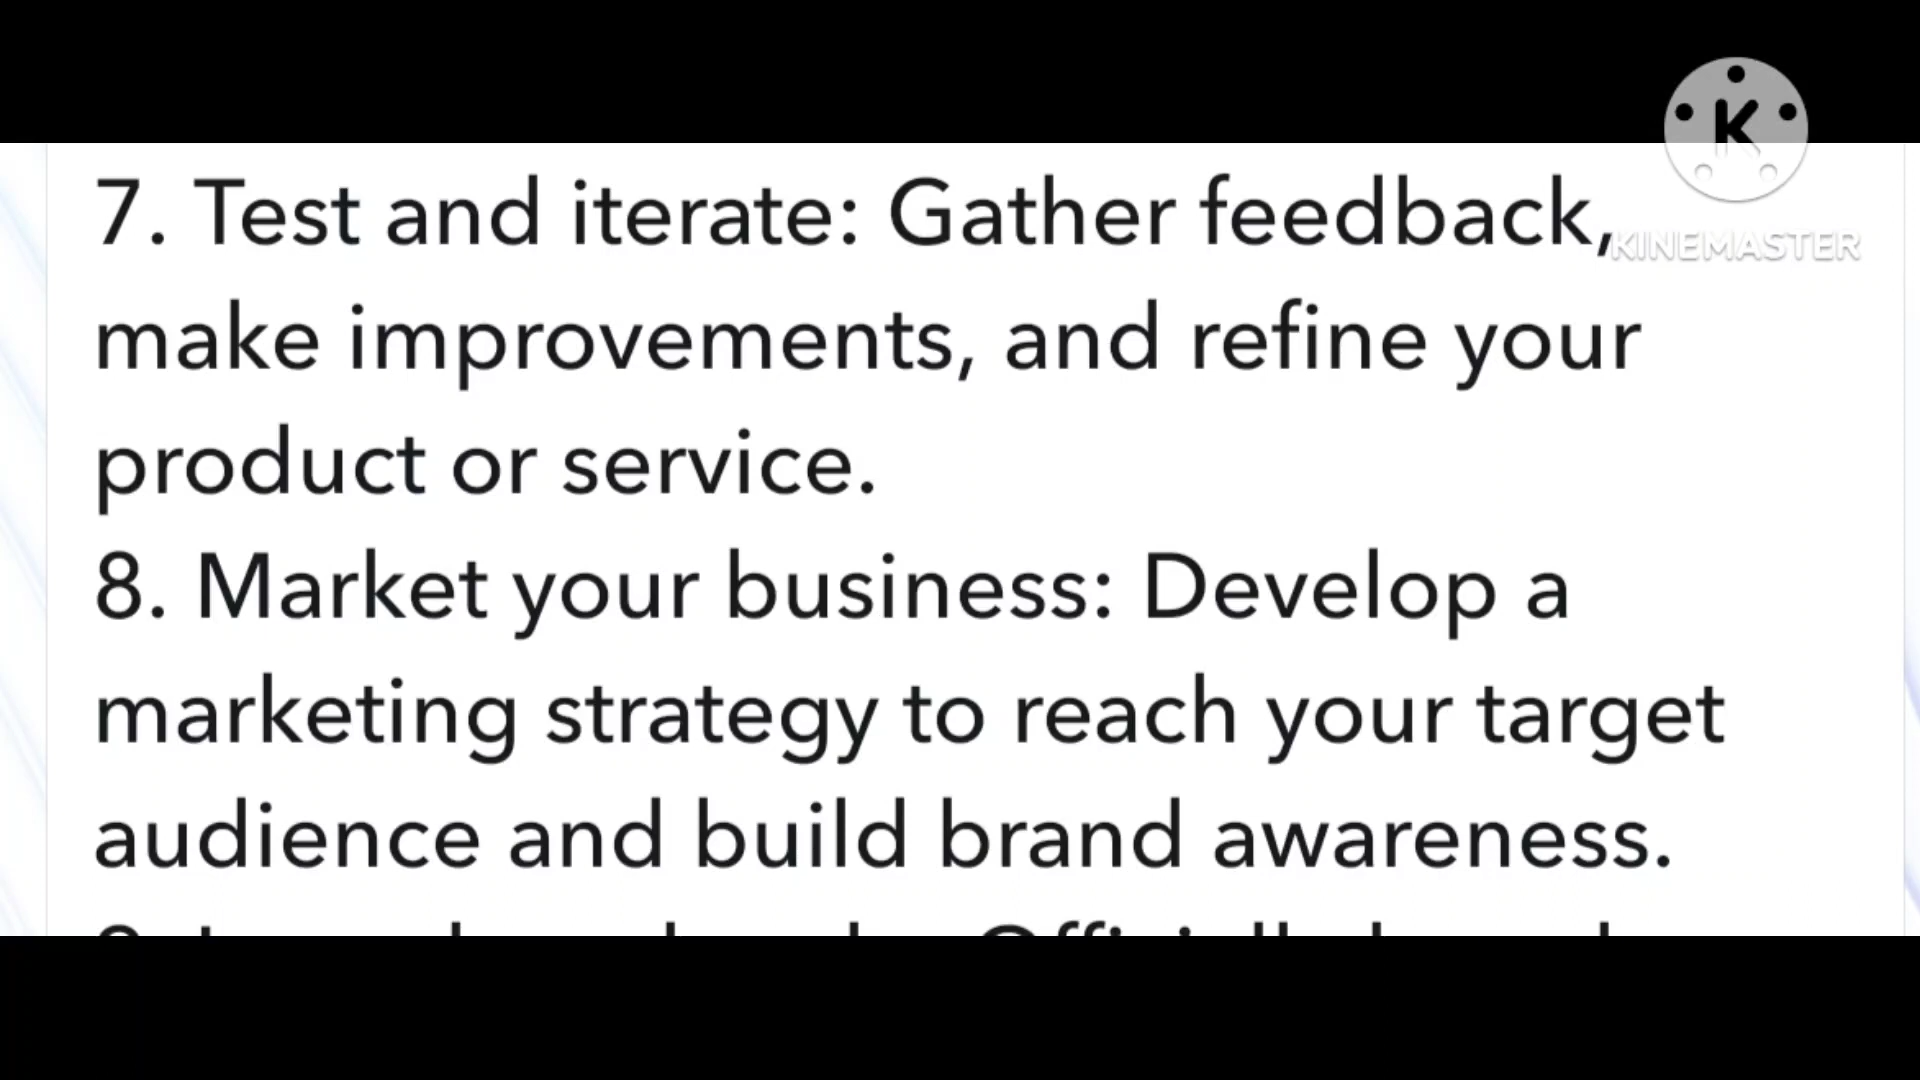 K
KINEMASTER
7. Test and iterate: Gather feedback,
make improvements, and refine your
product or service.
8. Market your business: Develop a
marketing strategy to reach your target
audience and build brand awareness.